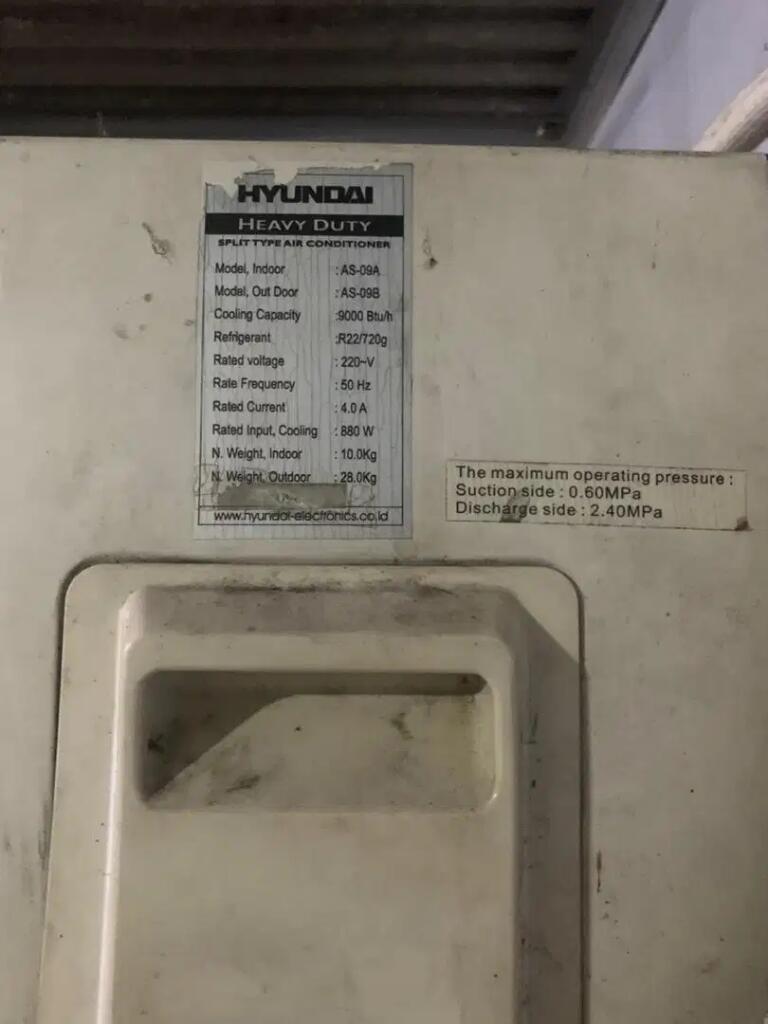 HYUNDAI
HEAVY DUTY
SPLIT TYPE AIR CONDITIONER
Model, Indoor : AS-09A
Model, Out Door : AS-09B
Cooling Capacity :9000 Btu/h
Refrigerant :R22/720g
Rated voltage : 220~V
Rate Frequency : 50 Hz
Rated Current : 4.0 A
Rated Input, Cooling : 880 W
N. Weight, Indoor : 10.0Kg
N. Weight, Outdoor : 28.0Kg
www.hyundai-electronics.co.id
The maximum operating pressure :
Suction side : 0.60MPa
Discharge side : 2.40MPa